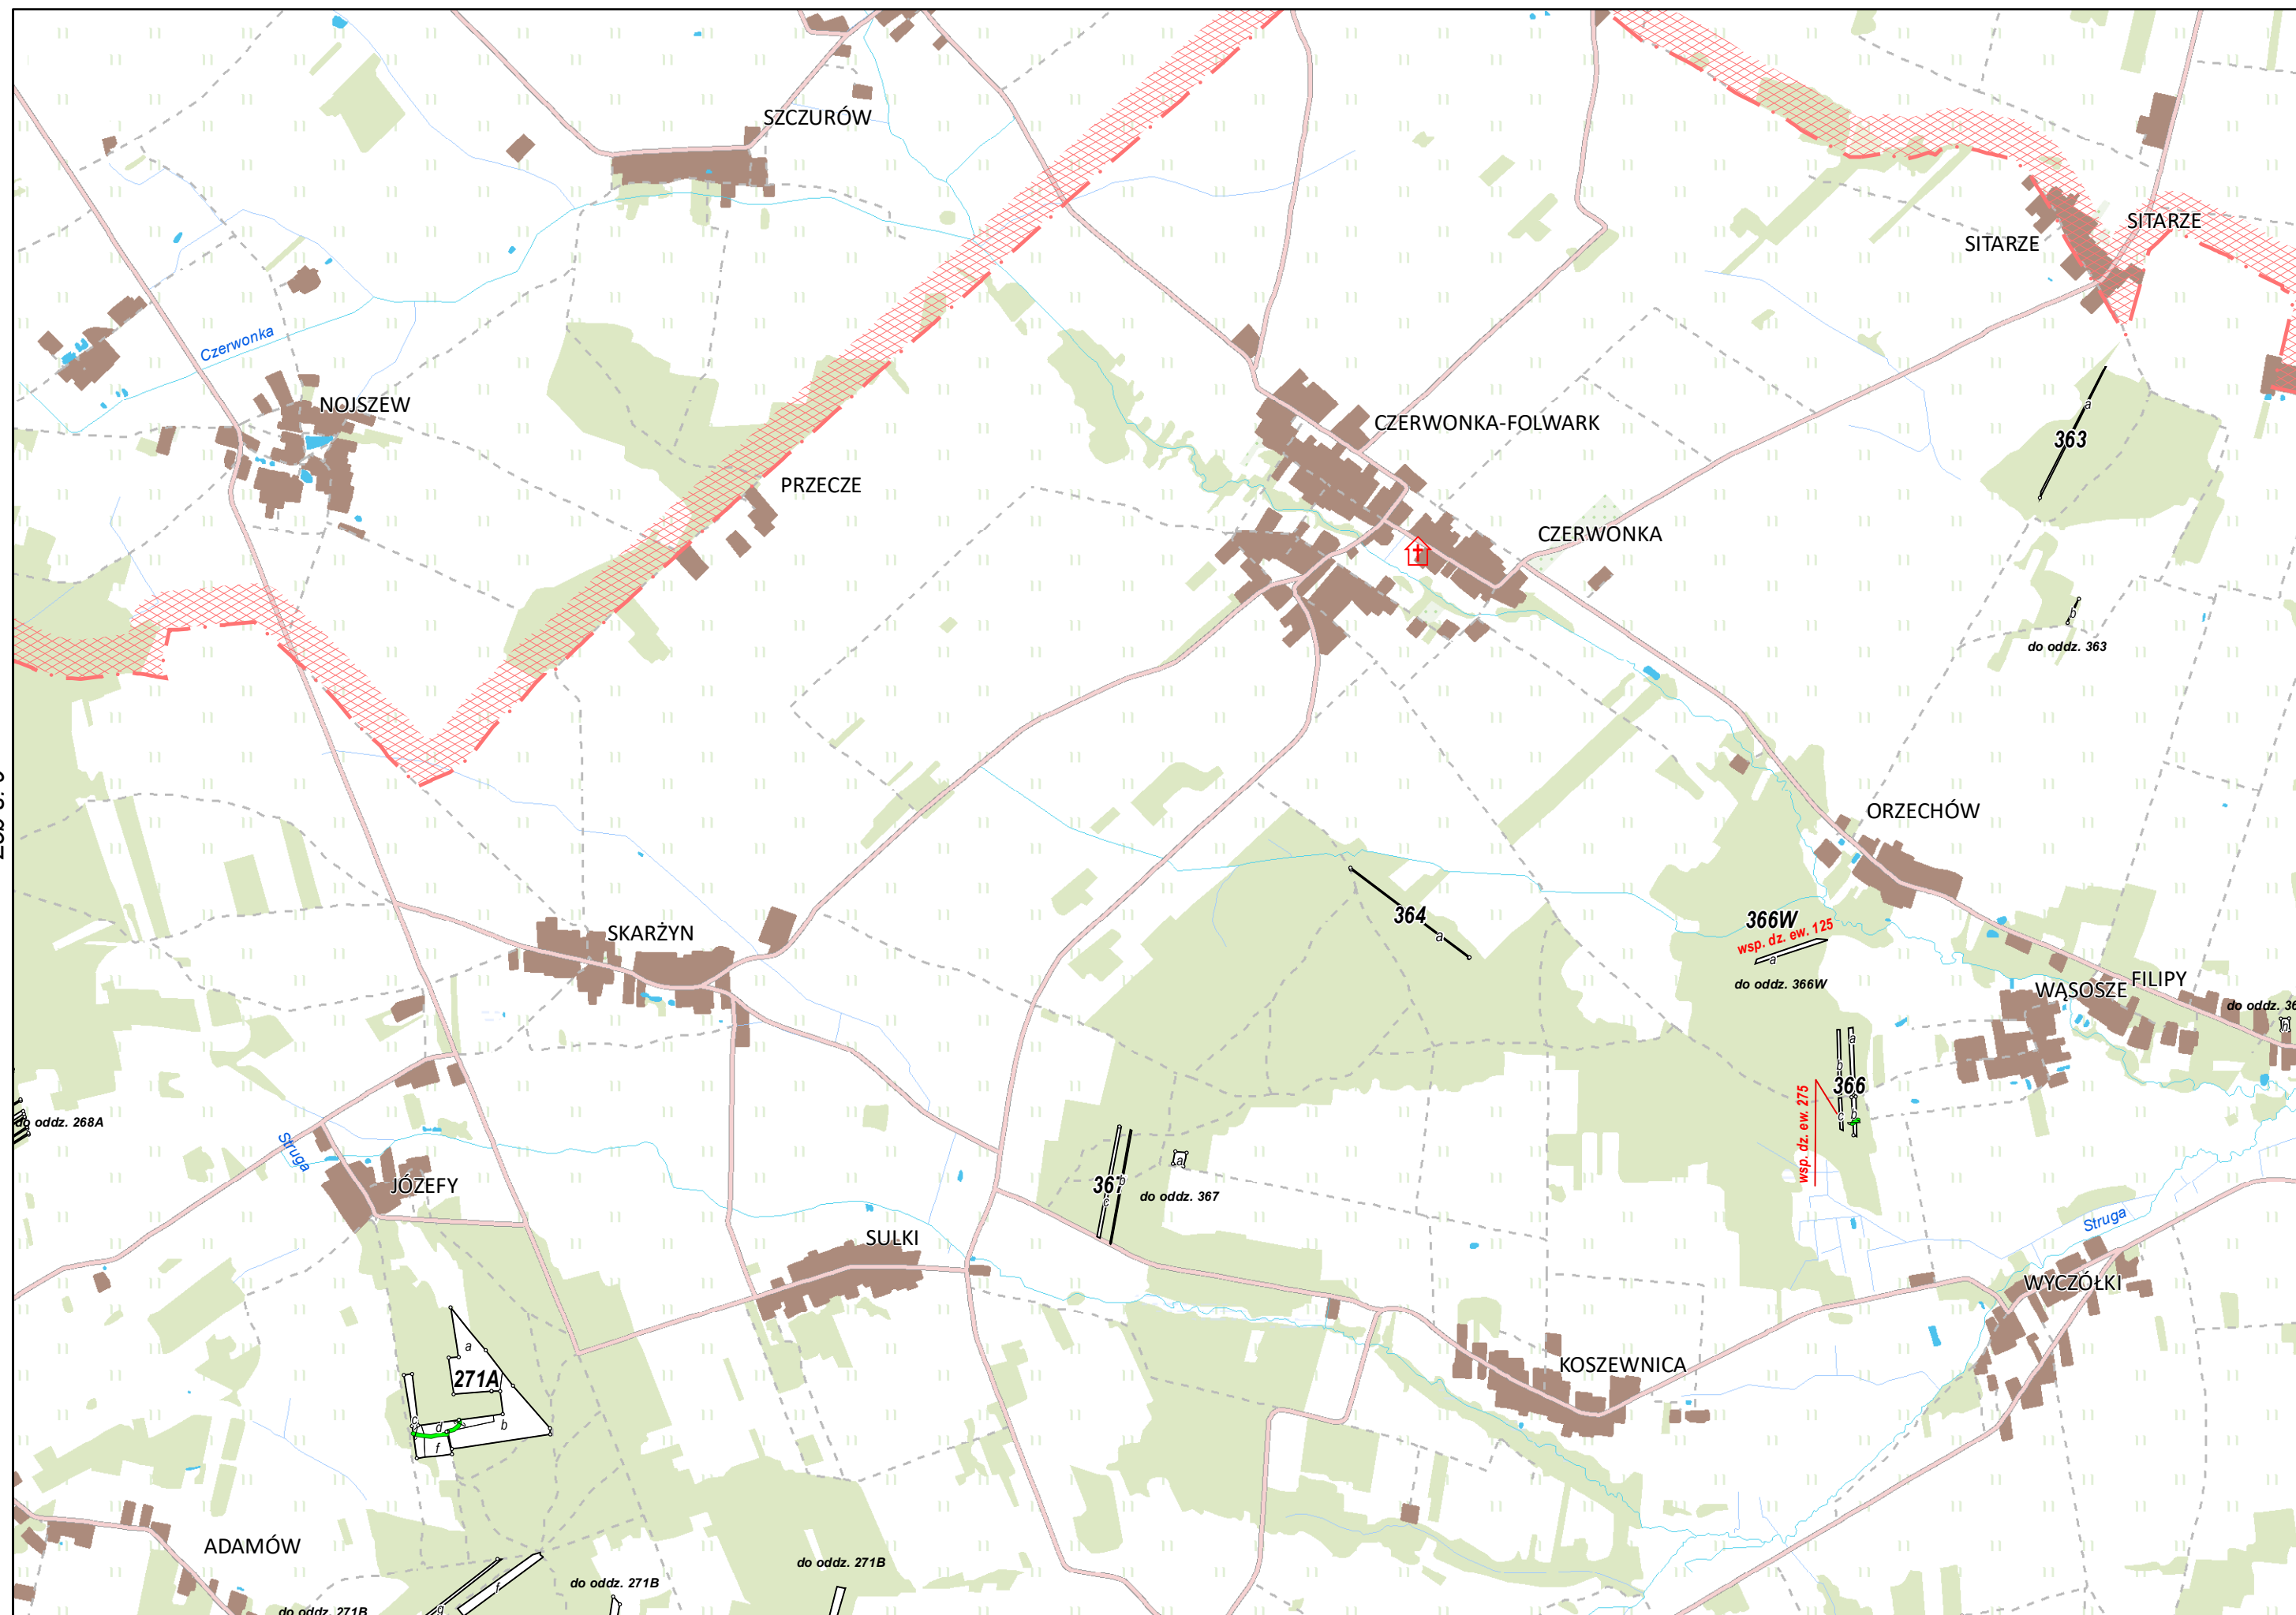 SZCZURÓW
SITARZE
SITARZE
Czerwonka
NOJSZEW
CZERWONKA-FOLWARK
a
363
PRZECZE
CZERWONKA
b
do oddz. 363
ORZECHÓW
364
a
366W
wsp. dz. ew. 125
a
do oddz. 366W
SKARŻYN
FILIPY
WĄSOSZE
h
a
b
366
c
b
wsp. dz. ew. 275
do oddz. 268A
Struga
JÓZEFY
a
367
b
c
do oddz. 367
Struga
SULKI
WYCZÓŁKI
a
271A
KOSZEWNICA
c
d
b
f
ADAMÓW
do oddz. 271B
do oddz. 271B
f
g
do oddz. 271B